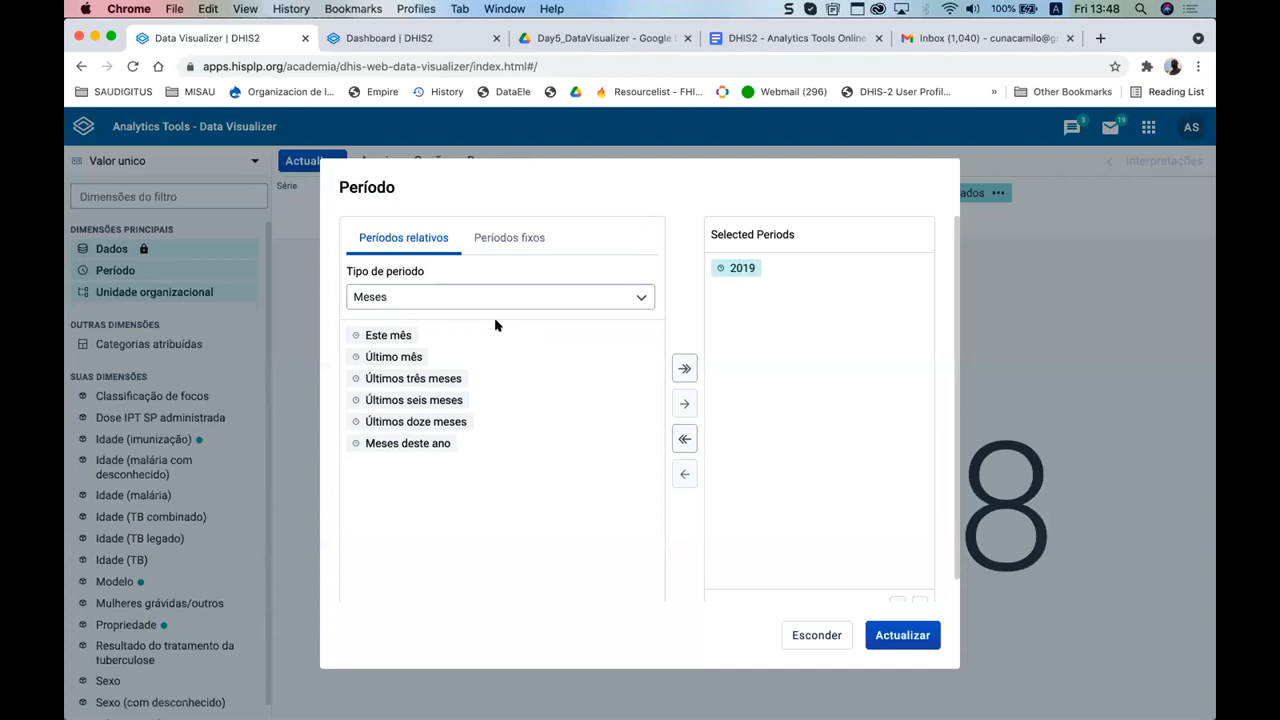 Chrome File Edit View History Bookmarks Profiles Tab Window Help 100% Fri 13:48
Data Visualizer | DHIS2 Dashboard | DHIS2 Day5_DataVisualizer - Google DHIS2 - Analytics Tools Online Inbox (1,040) - cunacamilo@g
apps.hisplp.org/academia/dhis-web-data-visualizer/index.html#/
SAUDIGITUS MISAU Organizacion de I... Empire History DataEle Resourcelist - FHI... Webmail (296) DHIS-2 User Profil... » Other Bookmarks Reading List
Analytics Tools - Data Visualizer 3 19 AS
Valor unico Interpretações
Série
Dimensões do filtro
DIMENSÕES PRINCIPAIS
Dados
Período
Unidade organizacional
OUTRAS DIMENSÕES
Categorias atribuídas
SUAS DIMENSÕES
Classificação de focos
Dose IPT SP administrada
Idade (imunização)
Idade (malária com
desconhecido)
Idade (malária)
Idade (TB combinado)
Idade (TB legado)
Idade (TB)
Modelo
Mulheres grávidas/outros
Propriedade
Resultado do tratamento da
tuberculose
Sexo
Sexo (com desconhecido)
Período
Períodos relativos Períodos fixos
Tipo de periodo
Meses
Este mês
Último mês
Últimos três meses
Últimos seis meses
Últimos doze meses
Meses deste ano
Selected Periods
2019
Esconder Actualizar
8